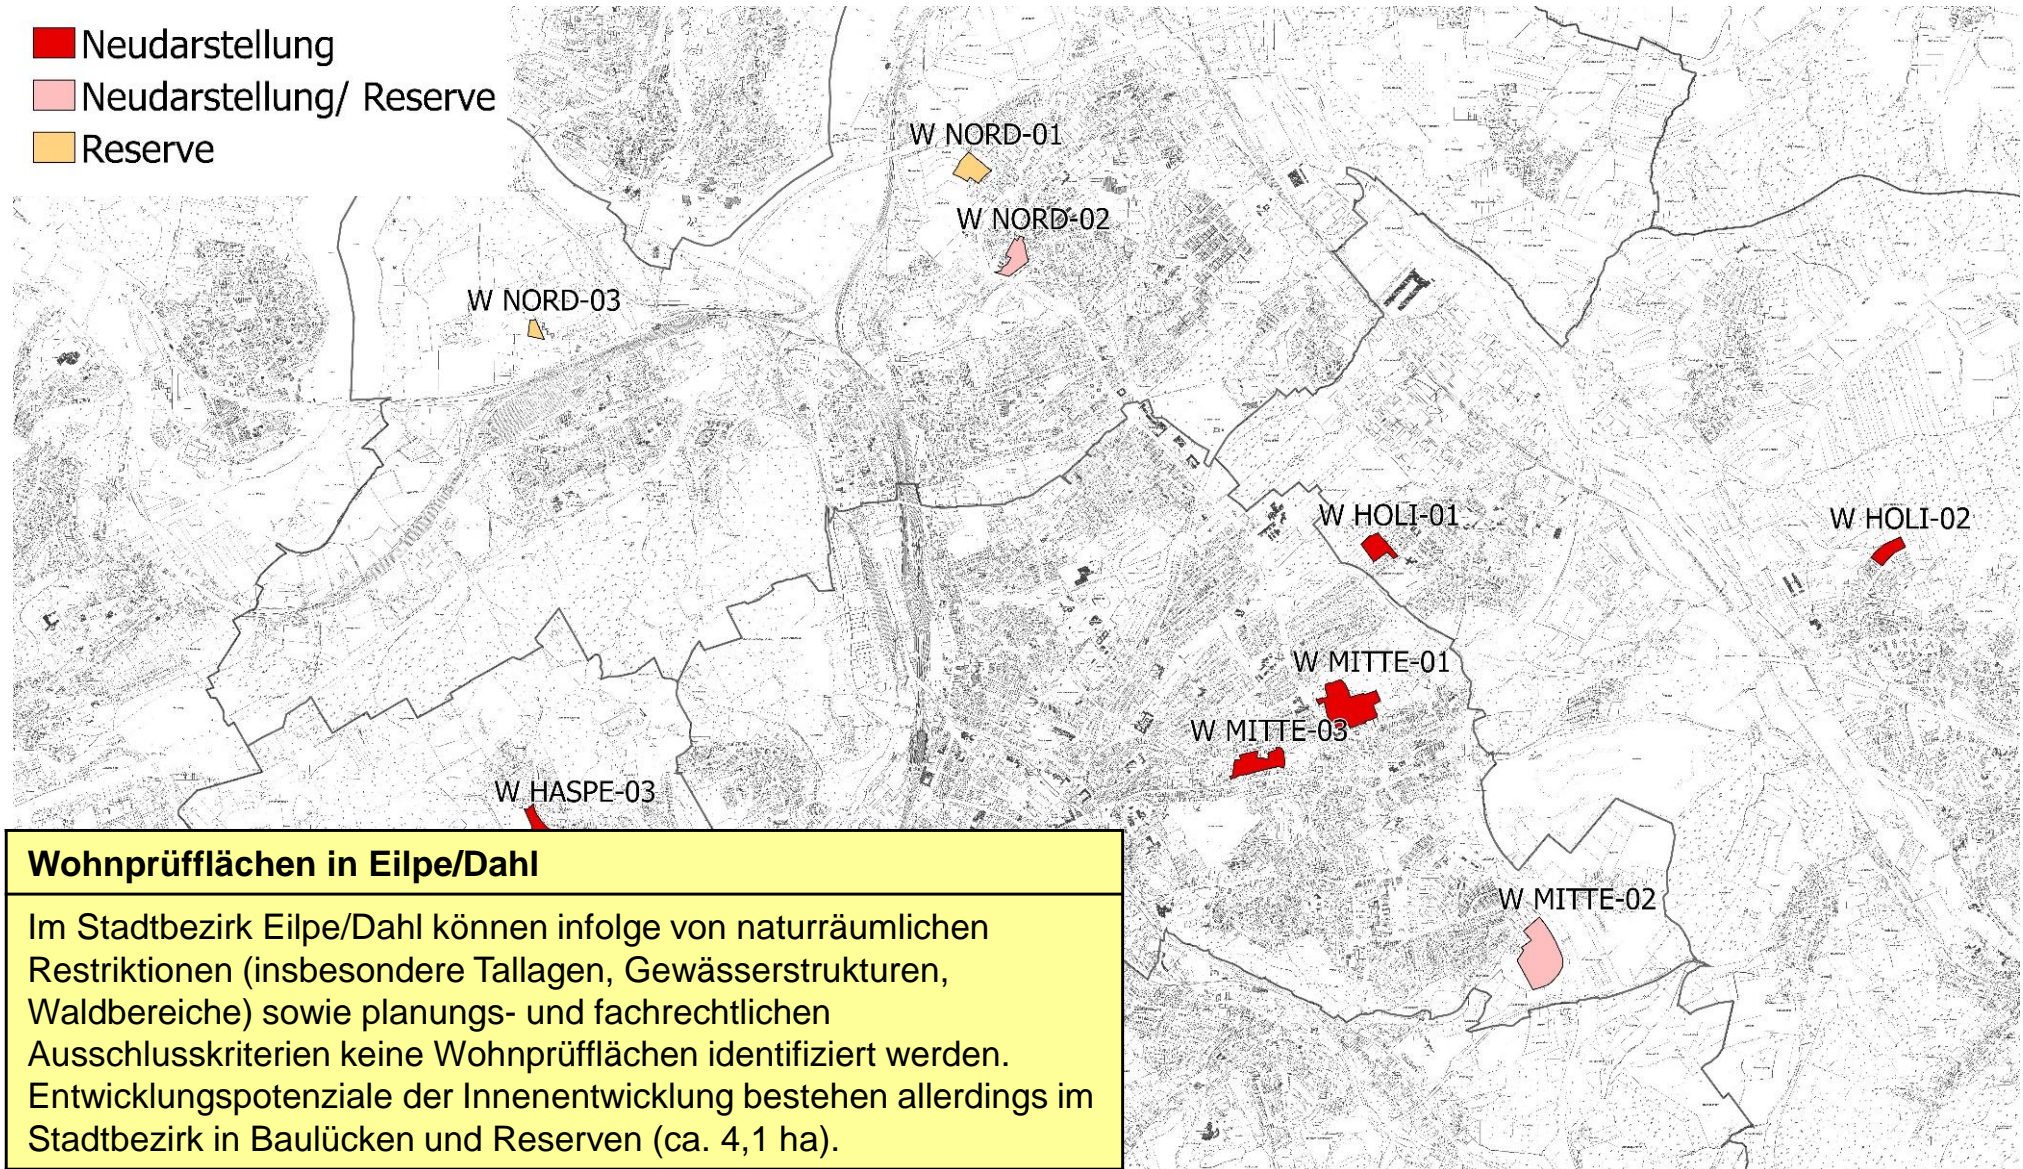 Neudarstellung
Neudarstellung/ Reserve
Reserve
W NORD-01
W NORD-02
W NORD-03
W HOLI-01
W HOLI-02
W MITTE-01
W MITTE-03
W HASPE-03
W MITTE-02
Wohnprüfflächen in Eilpe/Dahl
Im Stadtbezirk Eilpe/Dahl können infolge von naturräumlichen
Restriktionen (insbesondere Tallagen, Gewässerstrukturen,
Waldbereiche) sowie planungs- und fachrechtlichen
Ausschlusskriterien keine Wohnprüfflächen identifiziert werden.
Entwicklungspotenziale der Innenentwicklung bestehen allerdings im
Stadtbezirk in Baulücken und Reserven (ca. 4,1 ha).